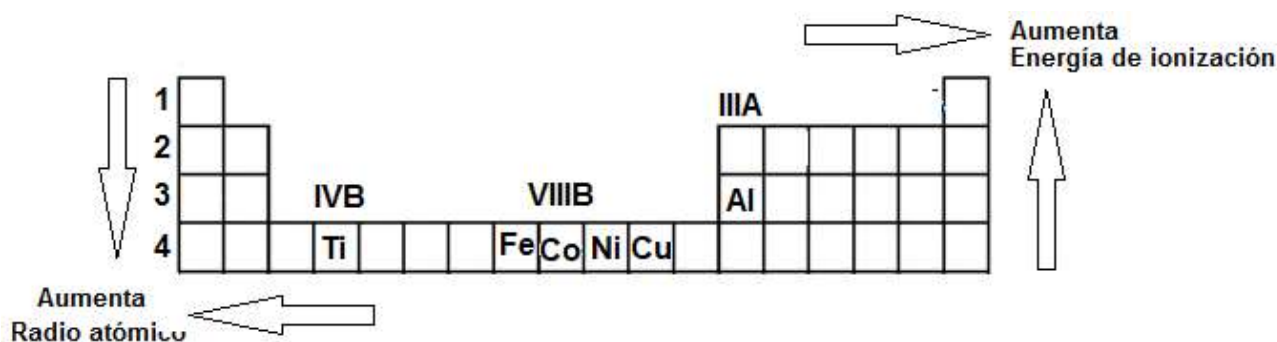 Aumenta
Energía de ionización
1
IIIA
2
3
IVB
VIIIB
Al
4
Ti
Fe
Co
Ni
Cu
Aumenta
Radio atómico